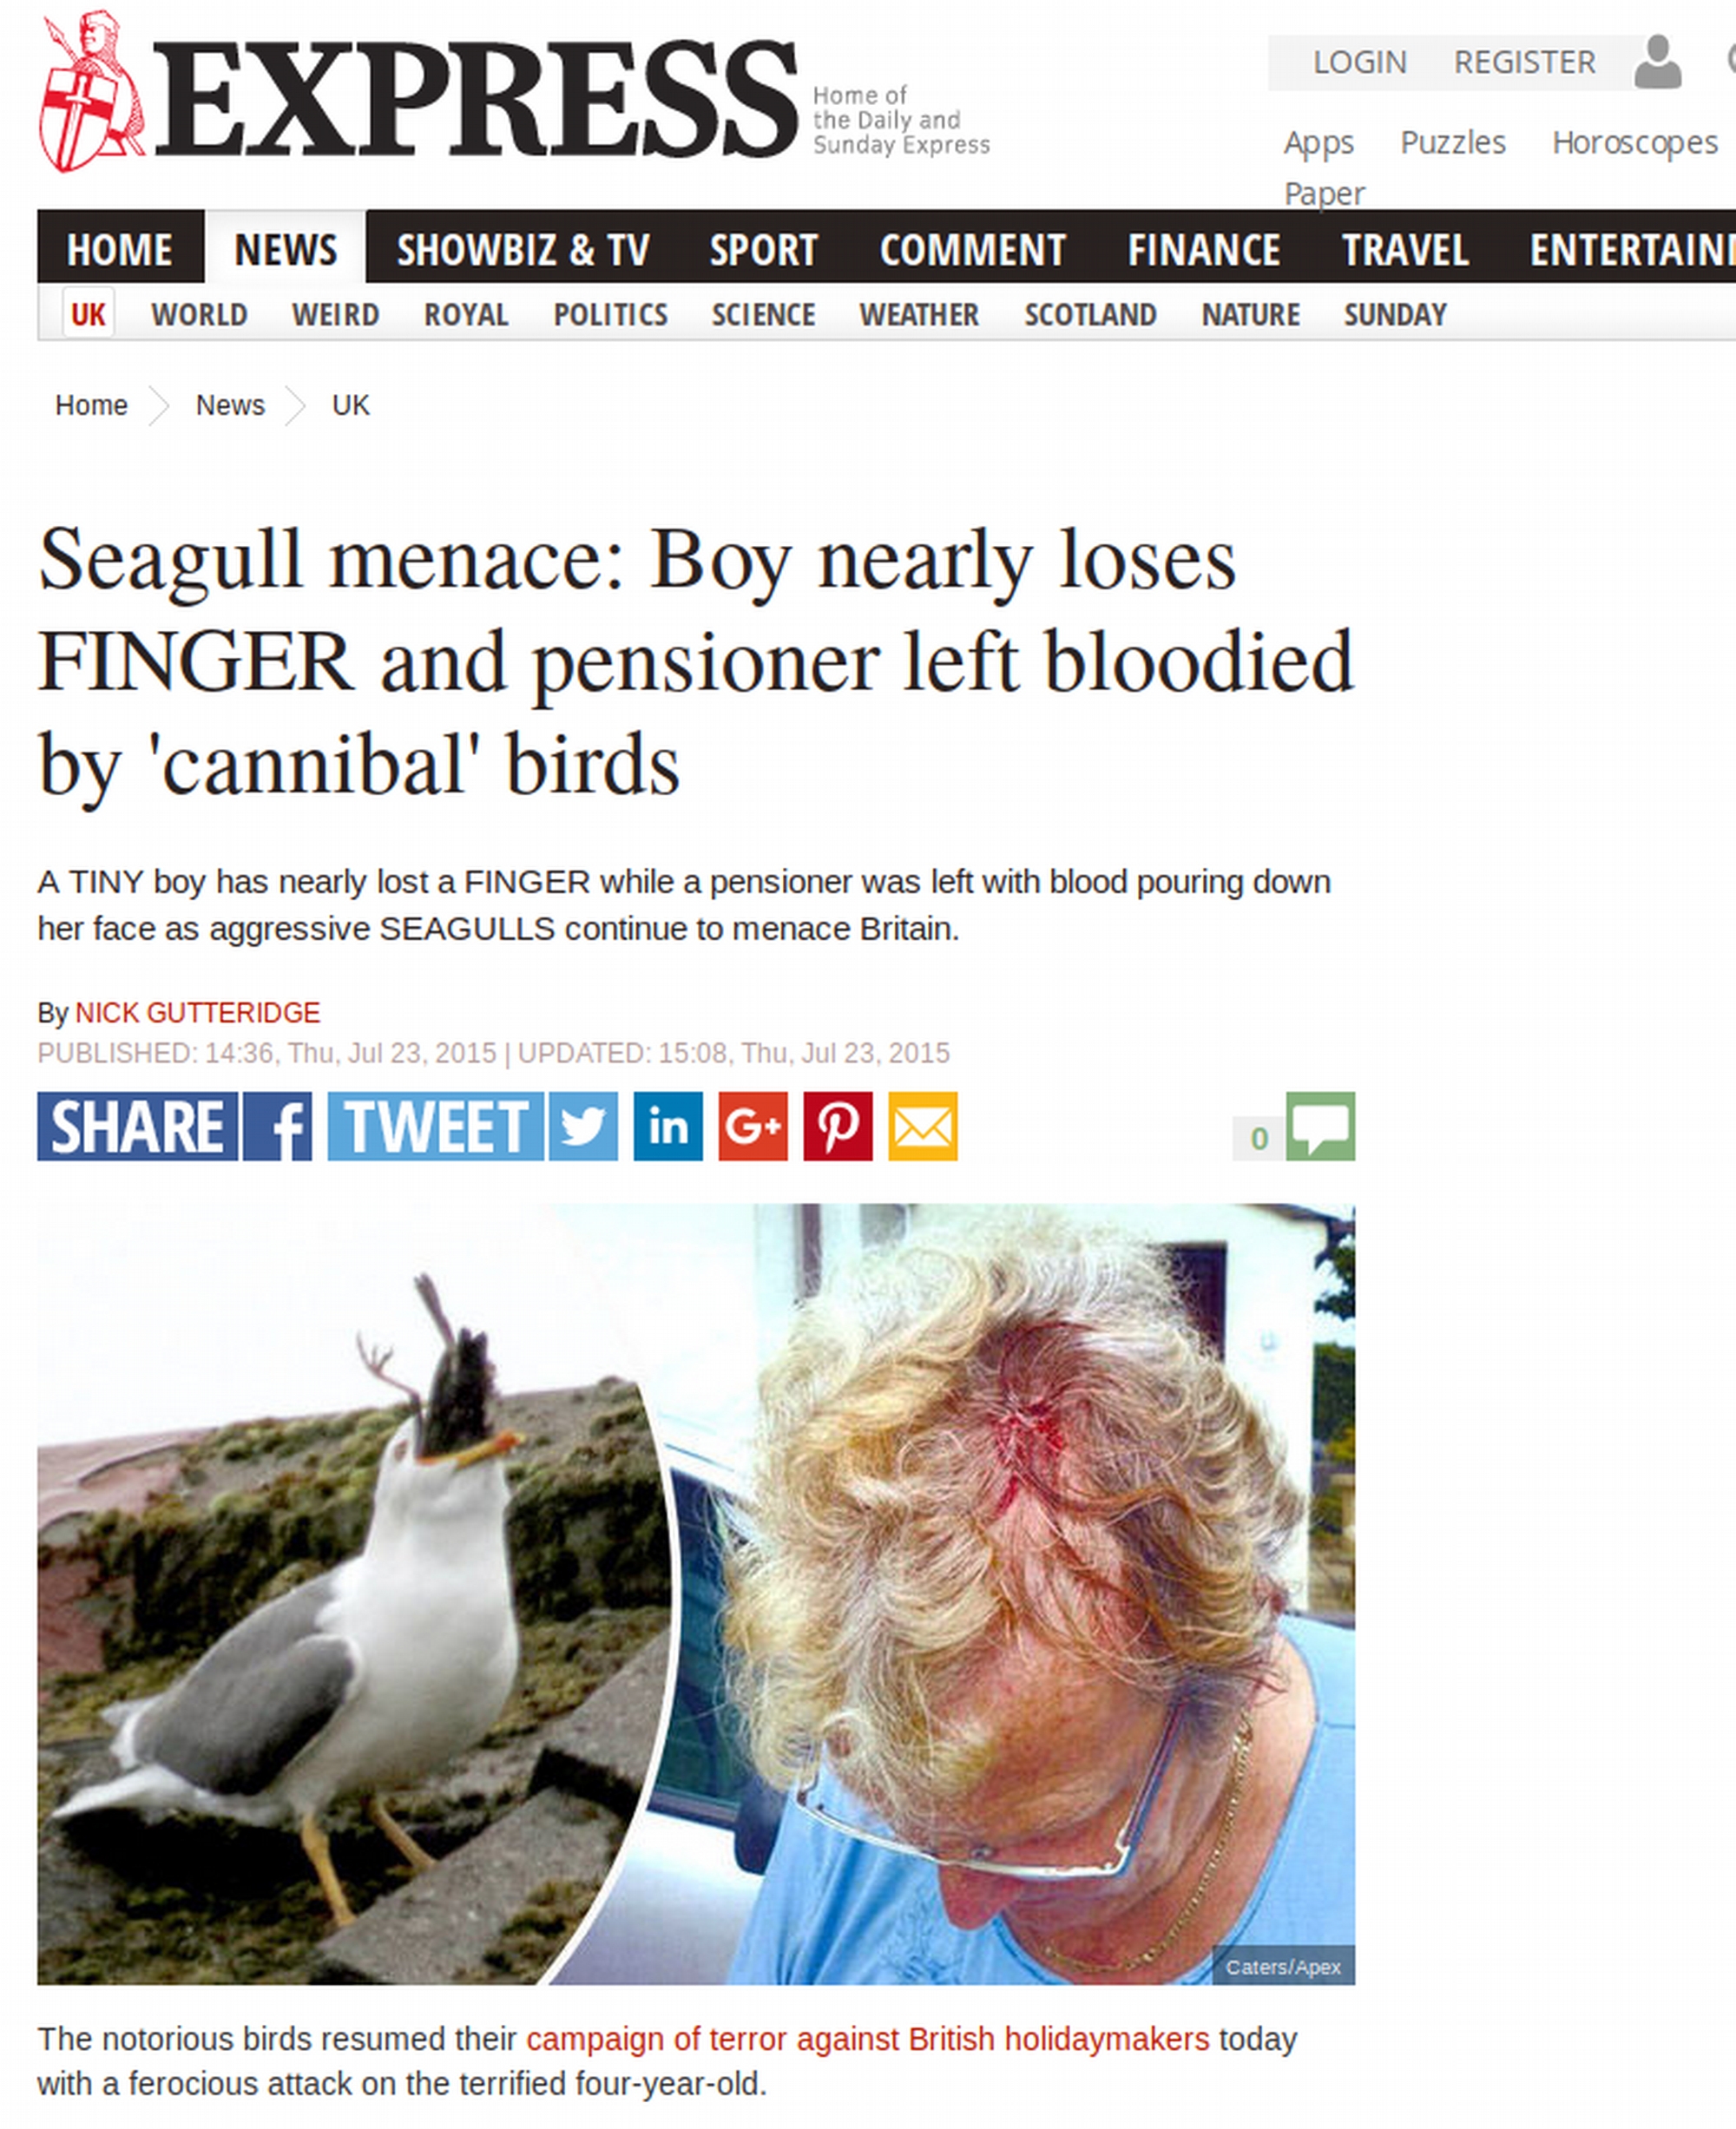 EXPRESS
Home of
the Daily and
Sunday Express
LOGIN REGISTER
Apps Puzzles Horoscopes
Paper
HOME NEWS SHOWBIZ & TV SPORT COMMENT FINANCE TRAVEL ENTERTAIN
UK WORLD WEIRD ROYAL POLITICS SCIENCE WEATHER SCOTLAND NATURE SUNDAY
Home News UK
Seagull menace: Boy nearly loses
FINGER and pensioner left bloodied
by 'cannibal' birds
A TINY boy has nearly lost a FINGER while a pensioner was left with blood pouring down
her face as aggressive SEAGULLS continue to menace Britain.
By NICK GUTTERIDGE
PUBLISHED: 14:36, Thu, Jul 23, 2015 | UPDATED: 15:08, Thu, Jul 23, 2015
SHARE f TWEET in G+ 0
Caters/Apex
The notorious birds resumed their campaign of terror against British holidaymakers today
with a ferocious attack on the terrified four-year-old.